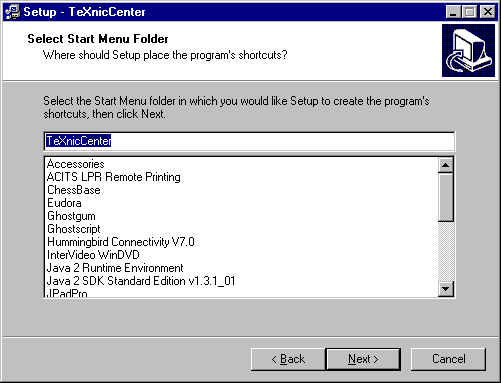 Setup - TeXnicCenter
Select Start Menu Folder
Where should Setup place the program's shortcuts?
Select the Start Menu folder in which you would like Setup to create the program's
shortcuts, then click Next.
TeXnicCenter
Accessories
ACITS LPR Remote Printing
ChessBase
Eudora
Ghostgum
Ghostscript
Hummingbird Connectivity V7.0
InterVideo WinDVD
Java 2 Runtime Environment
Java 2 SDK Standard Edition v1.3.1_01
JPadPro
< Back
Next >
Cancel